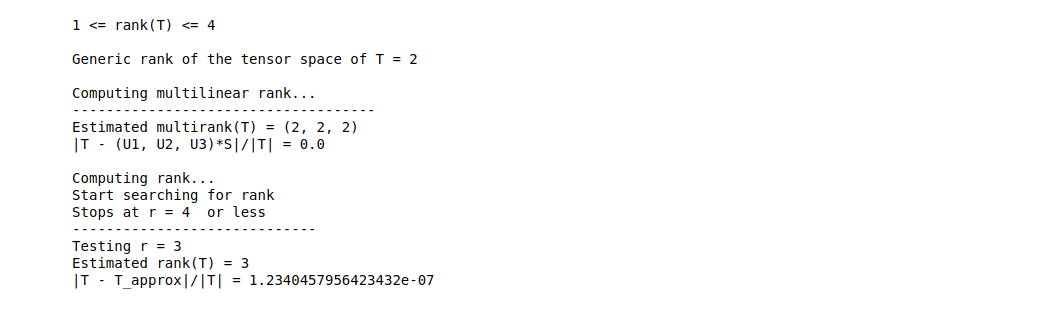 1 <= rank(T) <= 4
Generic rank of the tensor space of T = 2
Computing multilinear rank...
------------------------------------
Estimated multirank(T) = (2, 2, 2)
|T - (U1, U2, U3)*S|/|T| = 0.0
Computing rank...
Start searching for rank
Stops at r = 4  or less
-----------------------------
Testing r = 3
Estimated rank(T) = 3
|T - T_approx|/|T| = 1.2340457956423432e-07